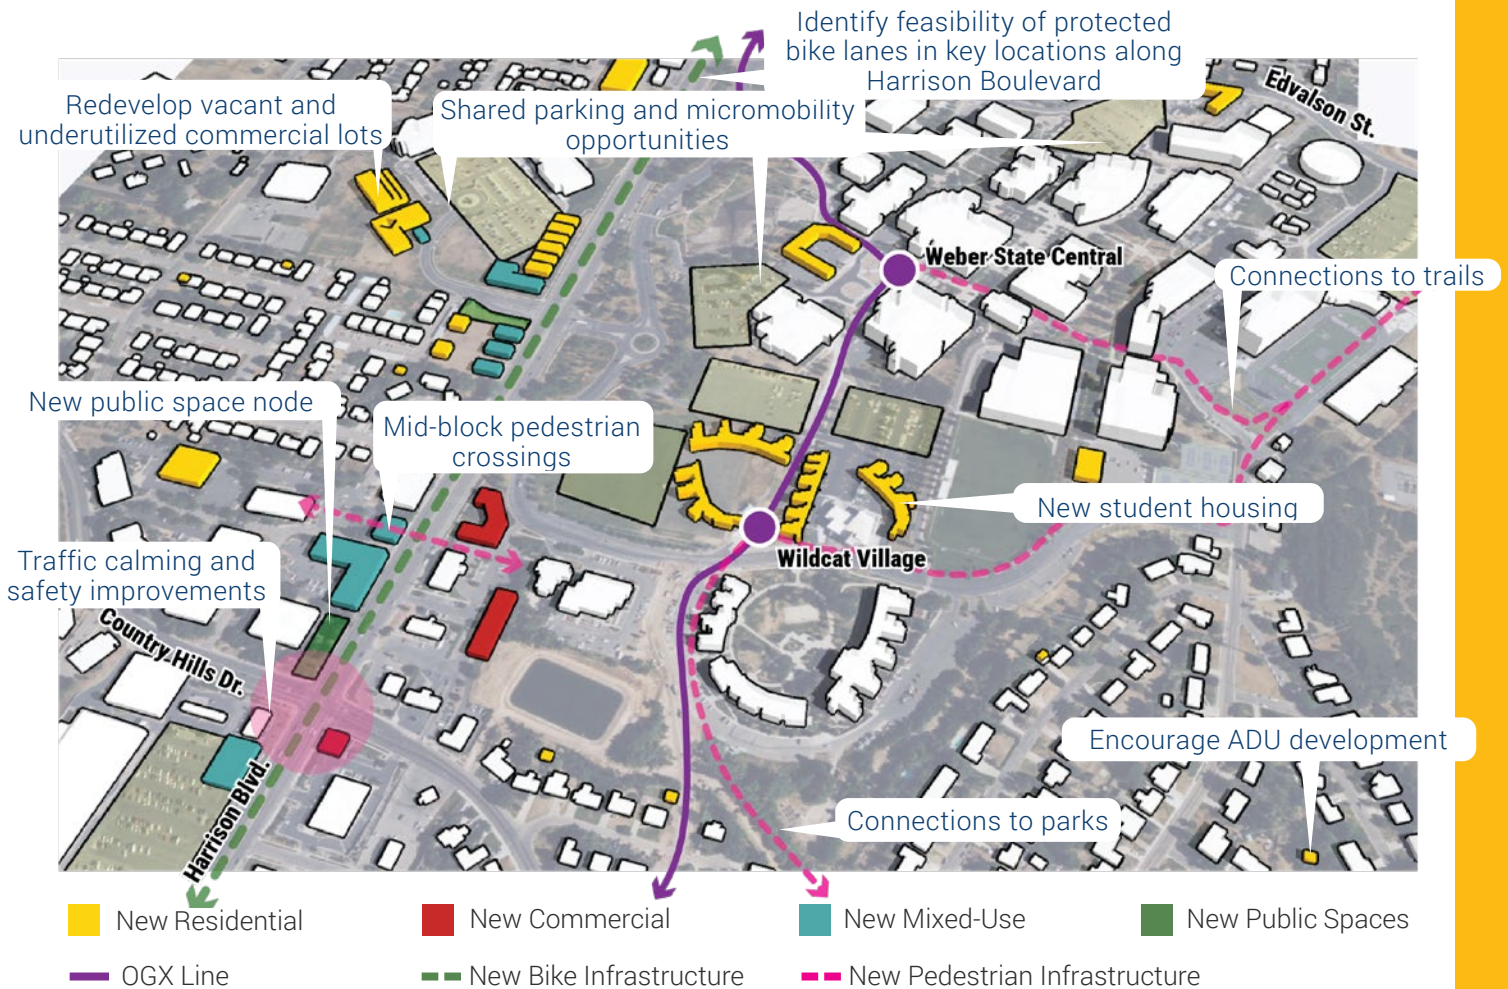 Identify feasibility of protected
bike lanes in key locations along
Harrison Boulevard
Redevelop vacant and
underutilized commercial lots
Shared parking and micromobility
opportunities
Edvalson St.
Weber State Central
Connections to trails
New public space node
Mid-block pedestrian
crossings
New student housing
Wildcat Village
Traffic calming and
safety improvements
Country Hills Dr.
Encourage ADU development
Connections to parks
Harrison Blvd.
New Residential
New Commercial
New Mixed-Use
New Public Spaces
OGX Line
New Bike Infrastructure
New Pedestrian Infrastructure